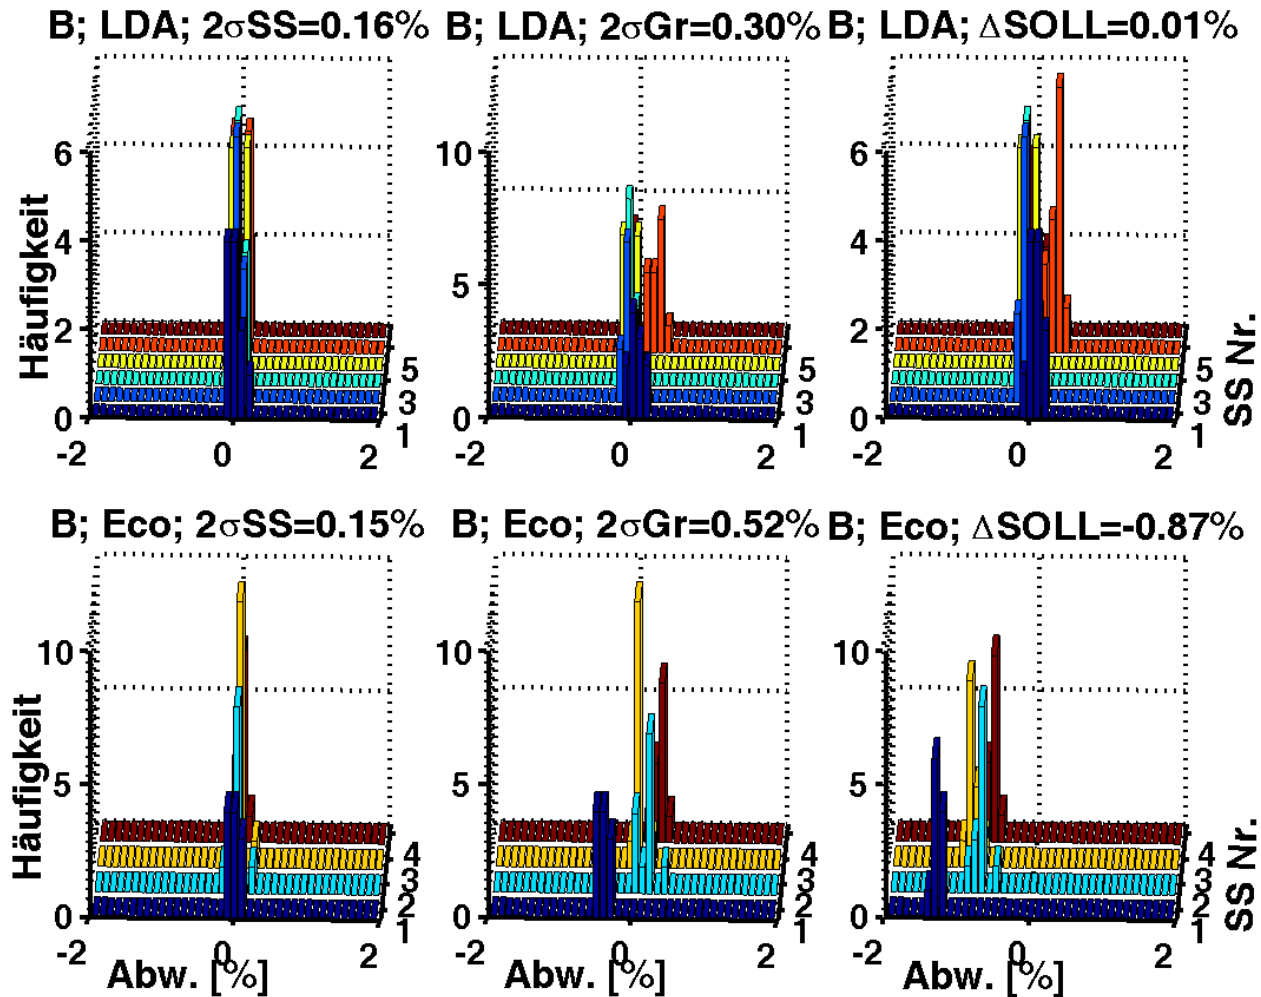 B; LDA; 2σSS=0.16% B; LDA; 2σGr=0.30% B; LDA; ΔSOLL=0.01%
Häufigkeit
6
4
2
0
-2 0 2
1 3 5
10
5
0
-2 0 2
1 3 5
6
4
2
0
-2 0 2
1 3 5
SS Nr.
B; Eco; 2σSS=0.15% B; Eco; 2σGr=0.52% B; Eco; ΔSOLL=-0.87%
Häufigkeit
10
5
0
-2 0 2
1 2 3 4
Abw. [%]
10
5
0
-2 0 2
1 2 3 4
Abw. [%]
10
5
0
-2 0 2
1 2 3 4
Abw. [%]
SS Nr.